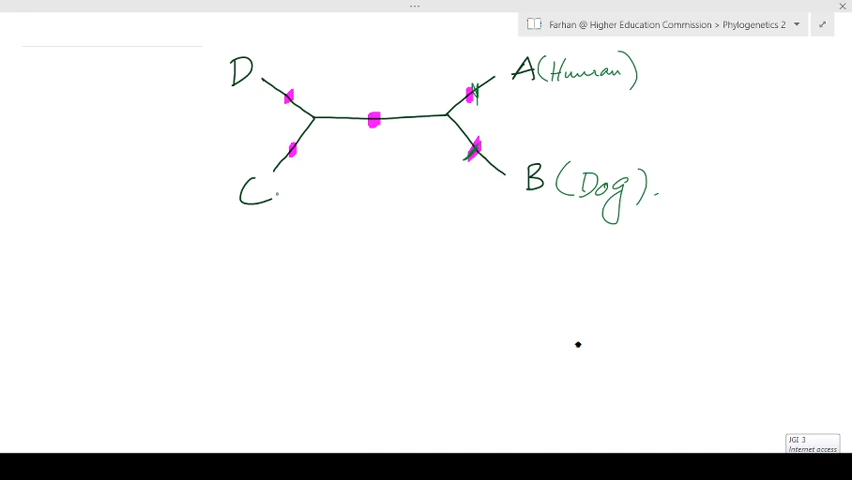 Farhan @ Higher Education Commission > Phylogenetics 2
D
A (Human)
C
B (Dog).
JGI 3
Internet access